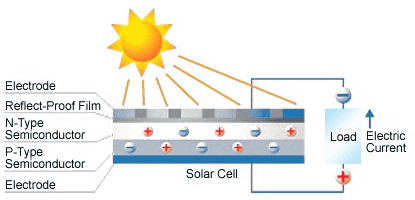 Electrode
Reflect-Proof Film
N-Type
Semiconductor
P-Type
Semiconductor
Electrode
Solar Cell
Load
Electric
Current